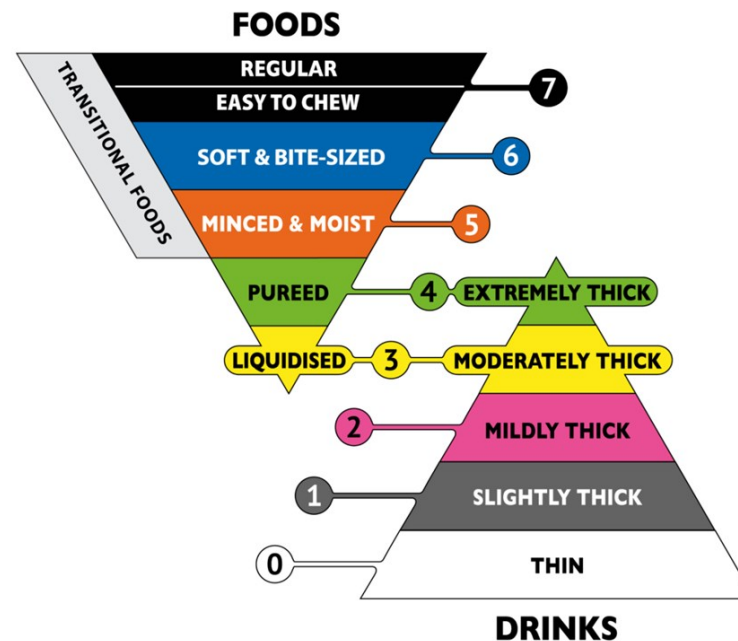 FOODS
REGULAR
EASY TO CHEW
7
TRANSITIONAL FOODS
SOFT & BITE-SIZED
6
MINCED & MOIST
5
PUREED
4
EXTREMELY THICK
LIQUIDISED
3
MODERATELY THICK
2
MILDLY THICK
1
SLIGHTLY THICK
0
THIN
DRINKS